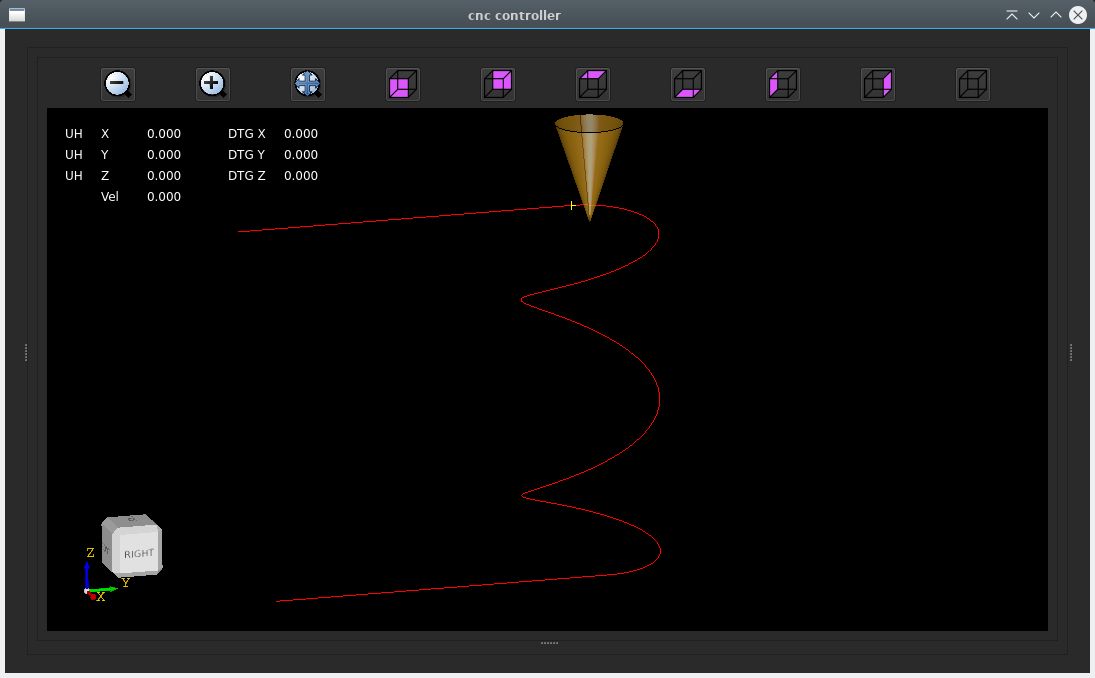 cnc controller
UH X 0.000 DTG X 0.000
UH Y 0.000 DTG Y 0.000
UH Z 0.000 DTG Z 0.000
Vel 0.000
RIGHT
Z
Y
X